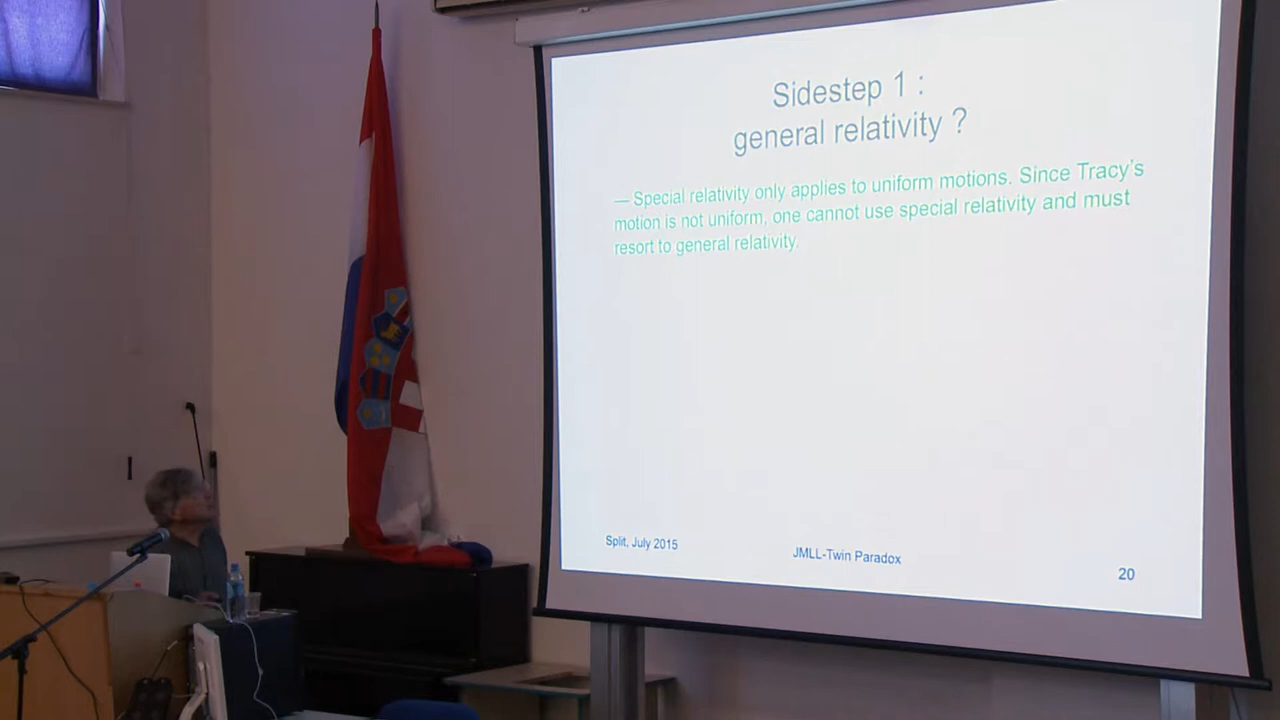 Sidestep 1 :
general relativity ?
— Special relativity only applies to uniform motions. Since Tracy's
motion is not uniform, one cannot use special relativity and must
resort to general relativity.
Split, July 2015
JMLL-Twin Paradox
20